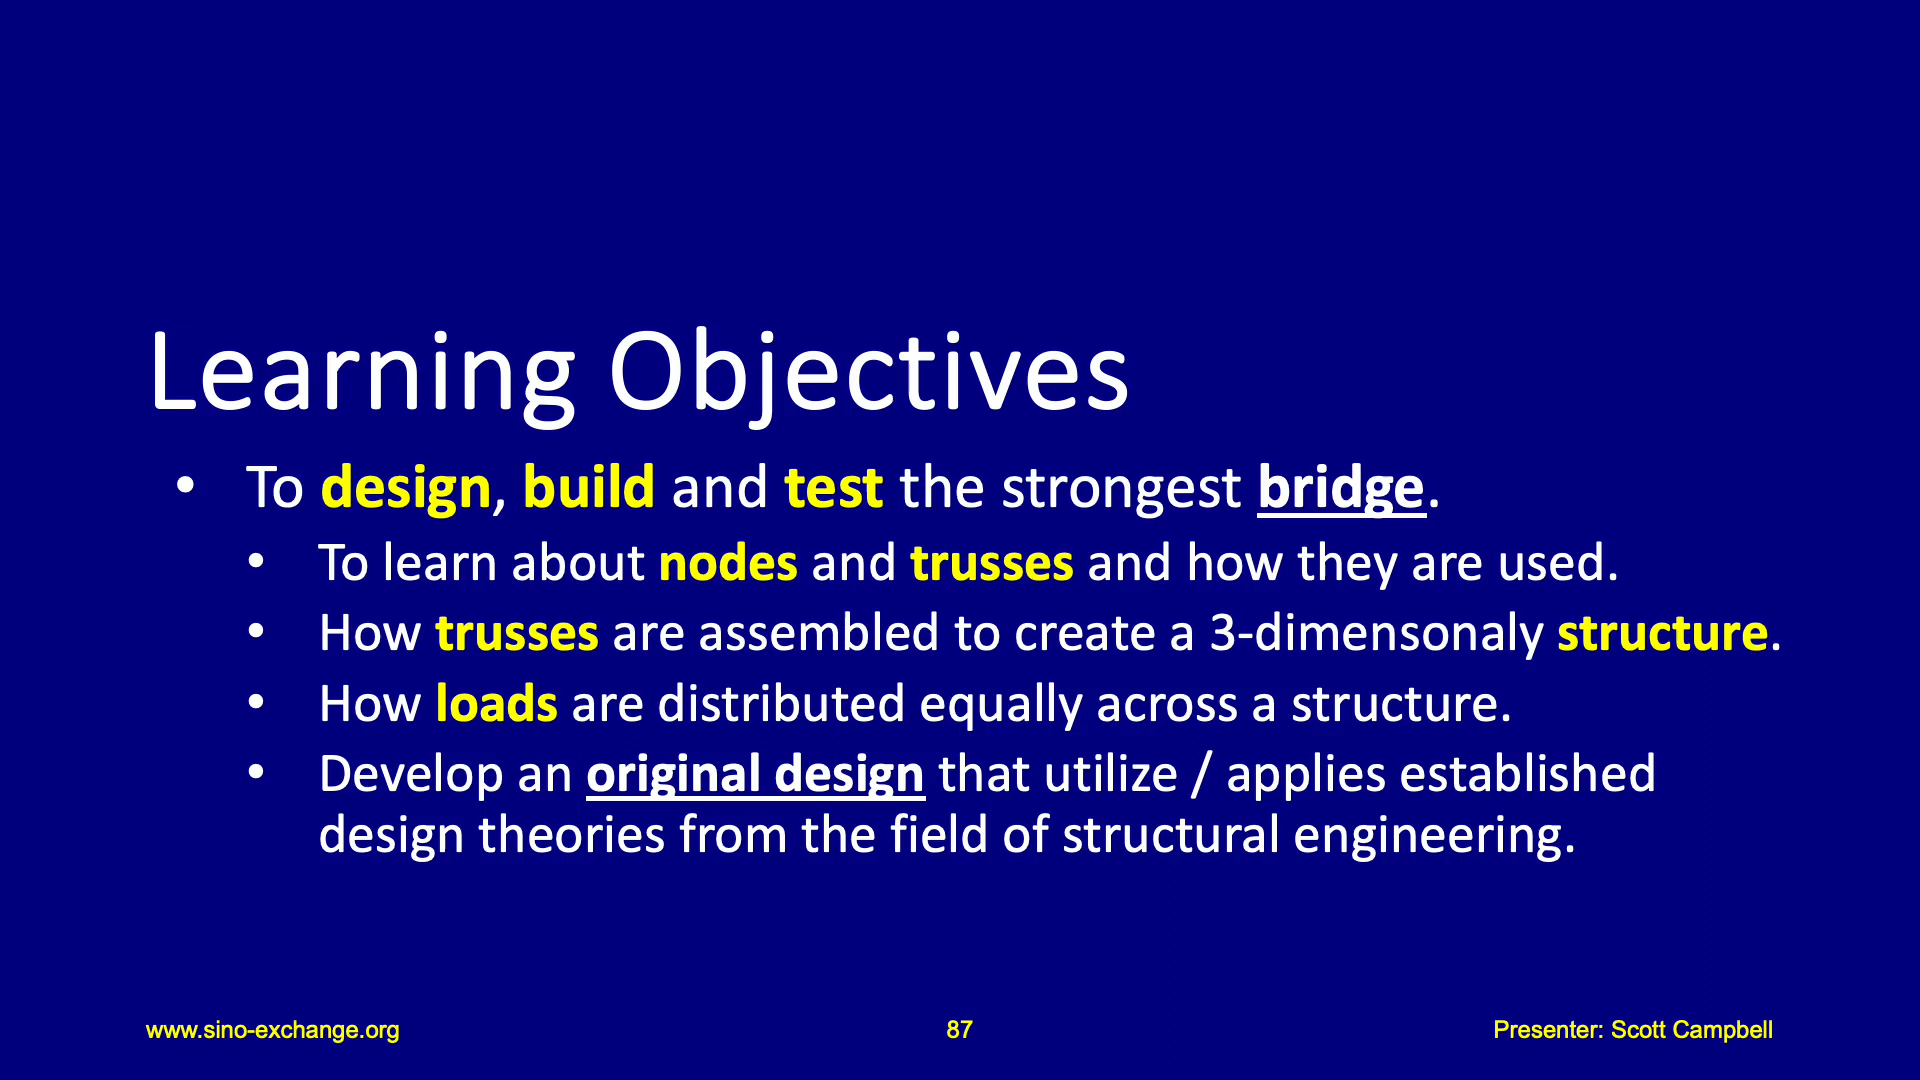 Learning Objectives
• To design, build and test the strongest bridge.
• To learn about nodes and trusses and how they are used.
• How trusses are assembled to create a 3-dimensonaly structure.
• How loads are distributed equally across a structure.
• Develop an original design that utilize / applies established
design theories from the field of structural engineering.
www.sino-exchange.org
87
Presenter: Scott Campbell